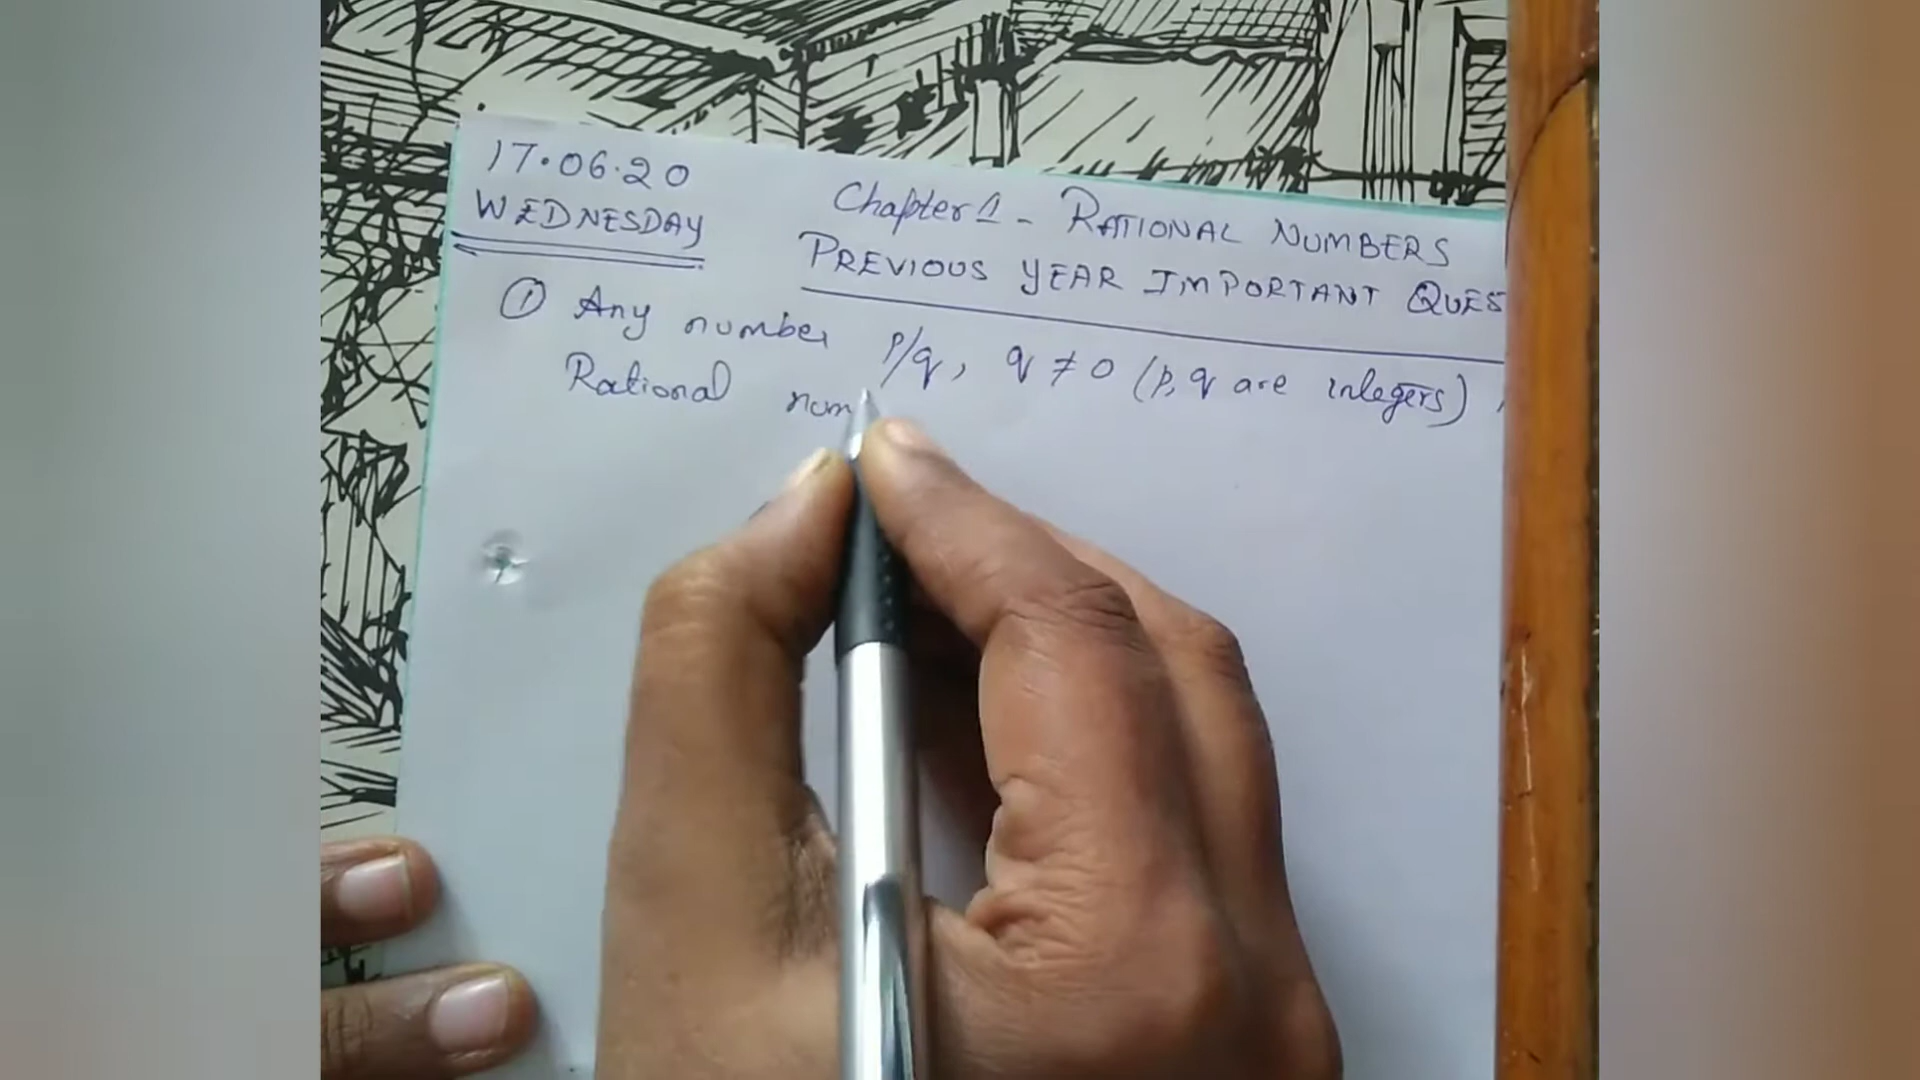 17.06.20
WEDNESDAY
Chapter 1 - RATIONAL NUMBERS
PREVIOUS YEAR IMPORTANT QUES
① Any number p/q, q ≠ 0 (p, q are integers)
Rational num